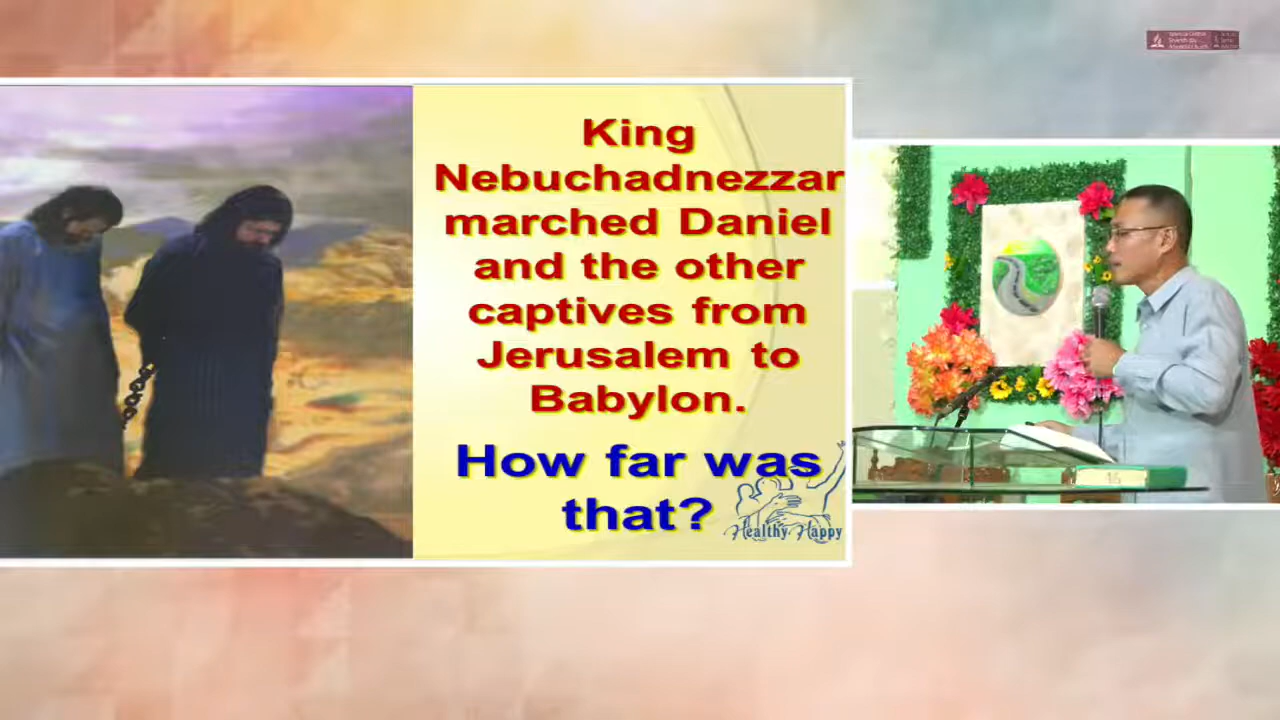 King
Nebuchadnezzar
marched Daniel
and the other
captives from
Jerusalem to
Babylon.
How far was
that?
Healthy Happy